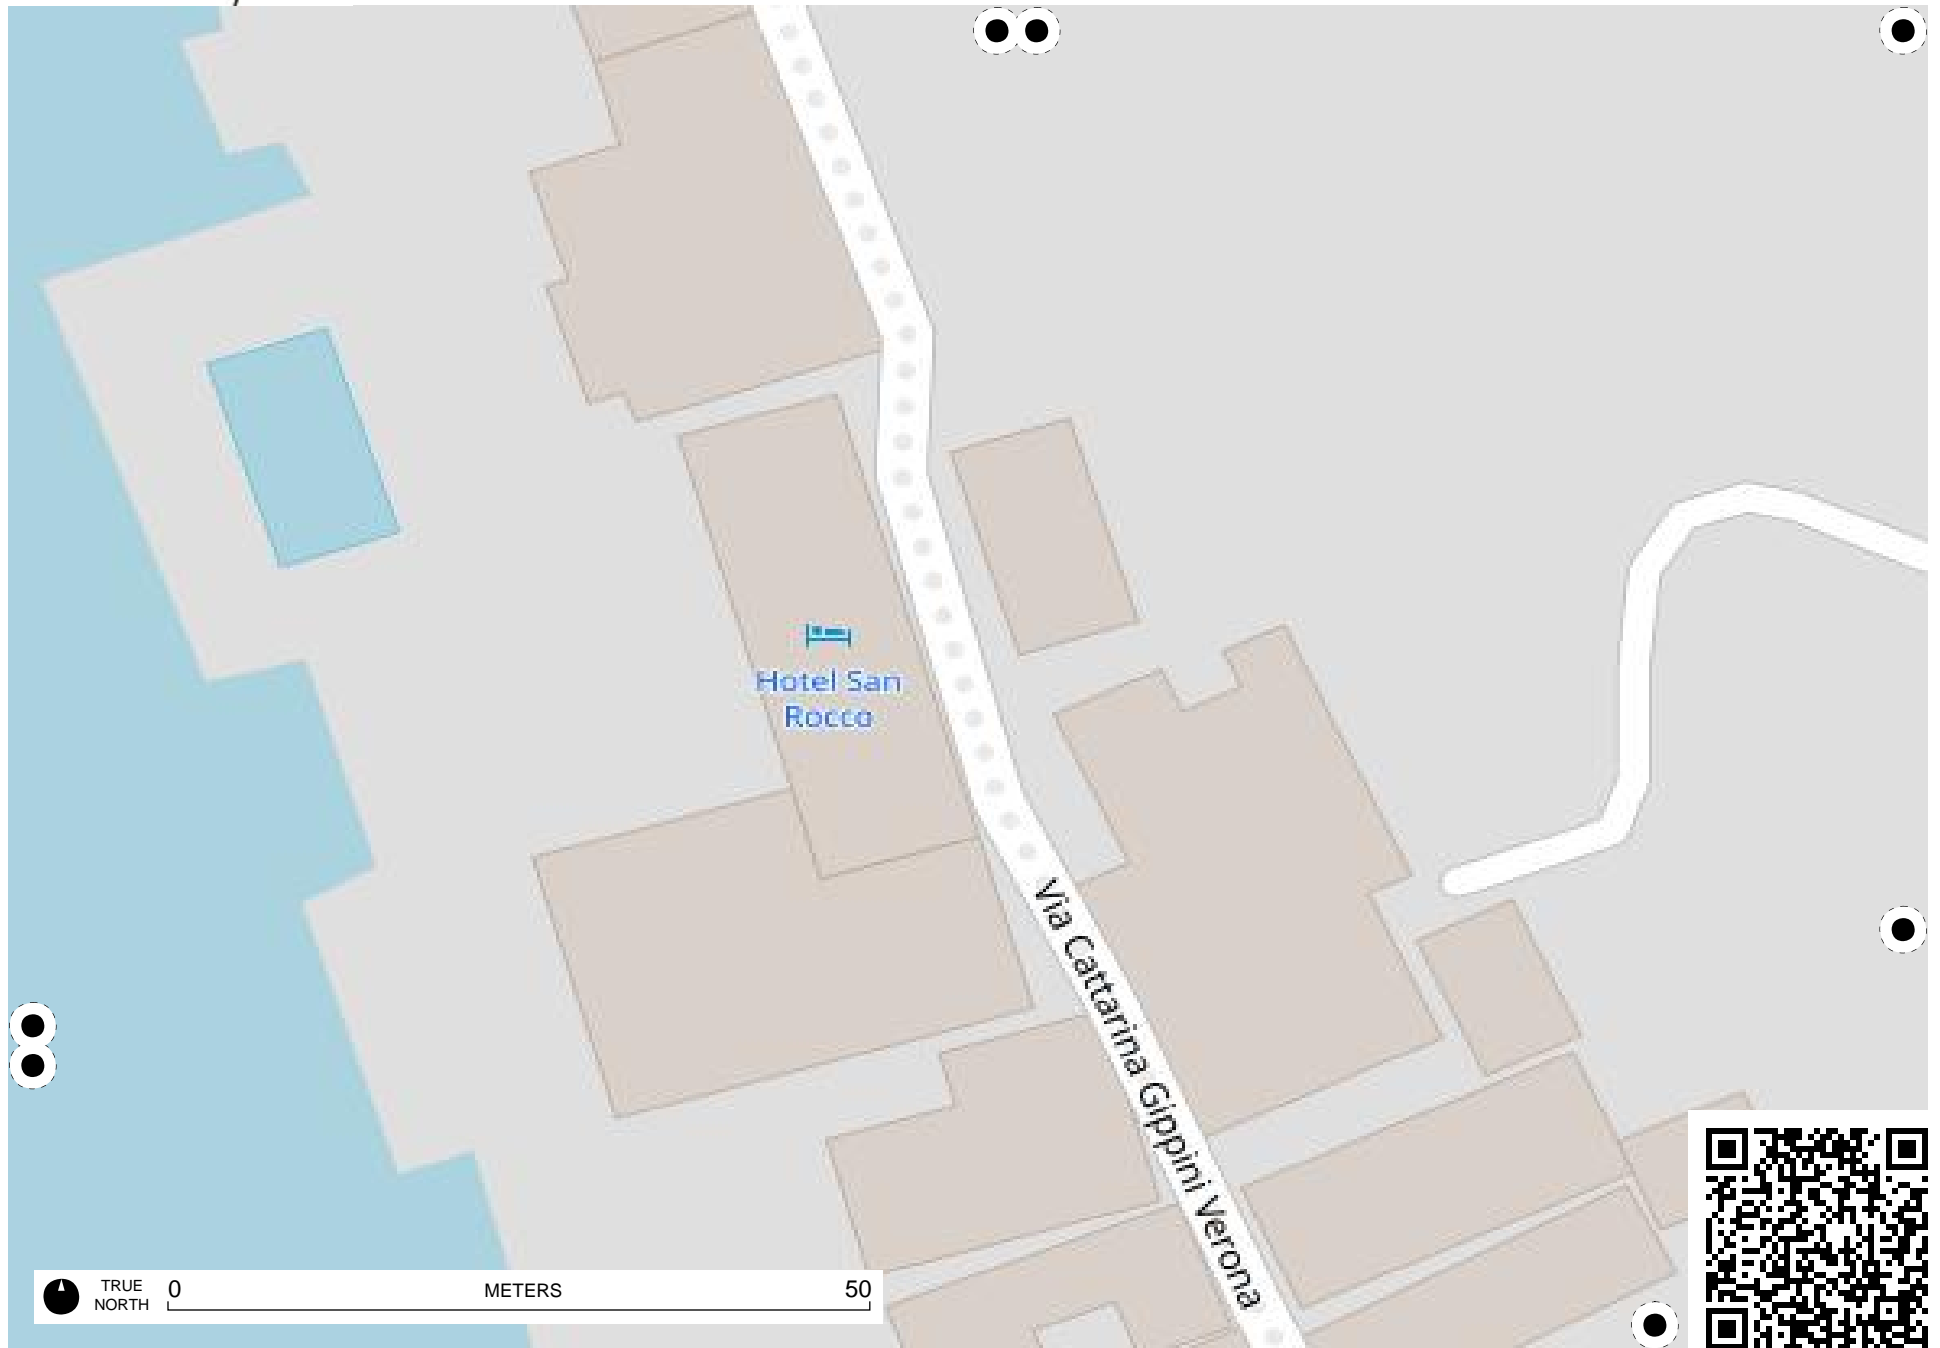 Hotel San
Rocco
Via Cattarina Gippini Verona
TRUE
NORTH
0
METERS
50